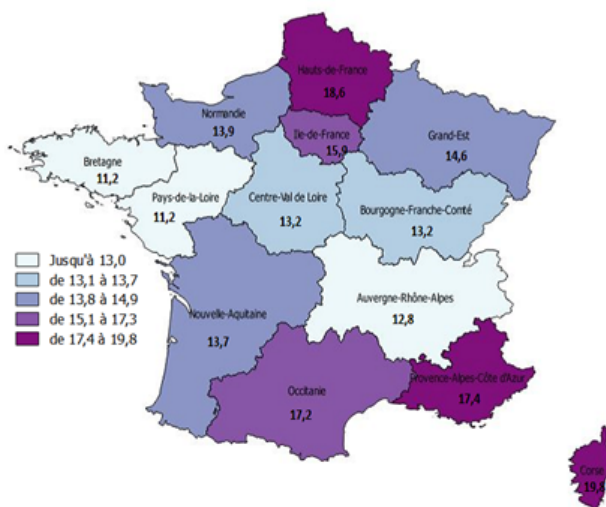 Hauts-de-France
18,6
Normandie
13,9
Ile-de-France
15,9
Grand-Est
14,6
Bretagne
11,2
Pays-de-la-Loire
11,2
Centre-Val de Loire
13,2
Bourgogne-Franche-Comté
13,2
Jusqu'à 13,0
de 13,1 à 13,7
de 13,8 à 14,9
de 15,1 à 17,3
de 17,4 à 19,8
Auvergne-Rhône-Alpes
12,8
Nouvelle-Aquitaine
13,7
Occitanie
17,2
Provence-Alpes-Côte d'Azur
17,4
Corse
19,8